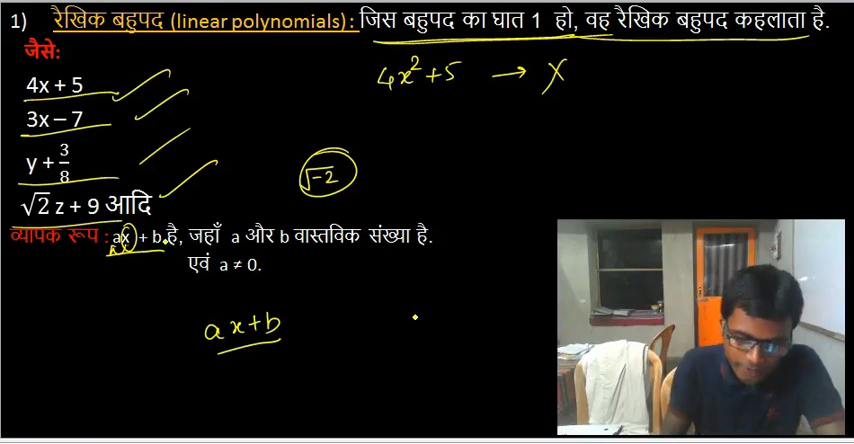 1) रैखिक बहुपद (linear polynomials) : जिस बहुपद का घात 1 हो, वह रैखिक बहुपद कहलाता है.
जैसे:
4x + 5
4x² + 5 → X
3x – 7
y + 3/8
√-2
√2 z + 9 आदि
व्यापक रूप : ax + b है, जहाँ a और b वास्तविक संख्या है.
एवं a ≠ 0.
ax + b